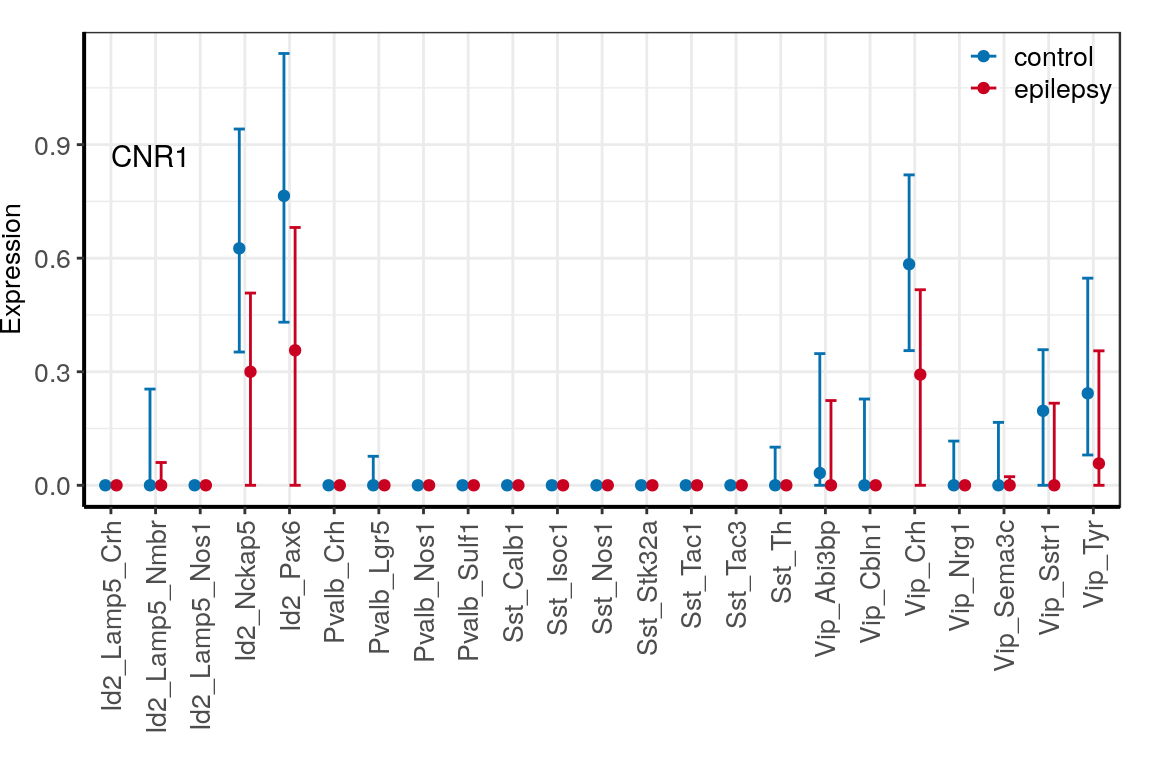 control
epilepsy
CNR1
Expression
0.9
0.6
0.3
0.0
Id2_Lamp5_Crh
Id2_Lamp5_Nmbr
Id2_Lamp5_Nos1
Id2_Nckap5
Id2_Pax6
Pvalb_Crh
Pvalb_Lgr5
Pvalb_Nos1
Pvalb_Sulf1
Sst_Calb1
Sst_Isoc1
Sst_Nos1
Sst_Stk32a
Sst_Tac1
Sst_Tac3
Sst_Th
Vip_Abi3bp
Vip_Cbln1
Vip_Crh
Vip_Nrg1
Vip_Sema3c
Vip_Sstr1
Vip_Tyr